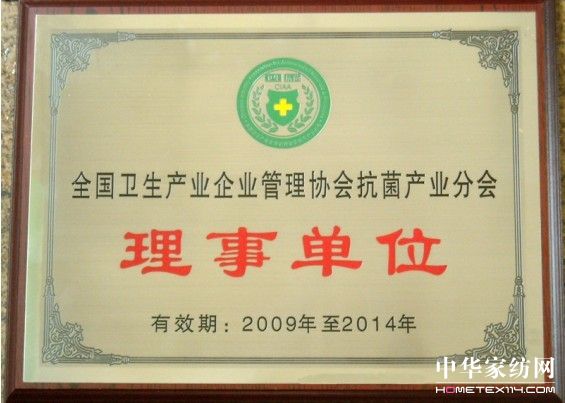 CIAA
全国卫生产业企业管理协会抗菌产业分会
理事单位
有效期：2009年至2014年
中华家纺网
HOMETEX114.COM